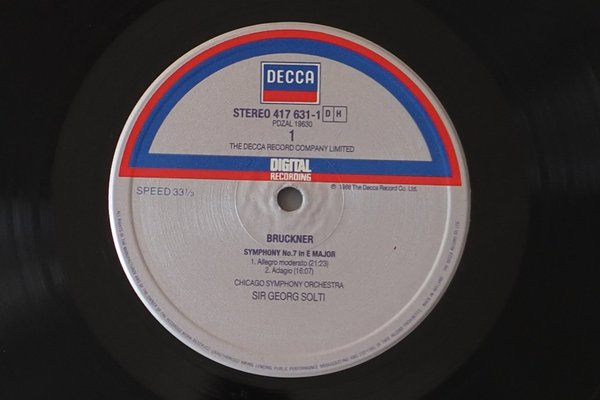 DECCA
STEREO 417 631-1 DH
PDZAL 19630
1
THE DECCA RECORD COMPANY LIMITED
DIGITAL
RECORDING
SPEED 33⅓
℗ 1988 The Decca Record Co. Ltd.
BRUCKNER
SYMPHONY No.7 in E MAJOR
1. Allegro moderato (21:23)
2. Adagio (16:07)
CHICAGO SYMPHONY ORCHESTRA
SIR GEORG SOLTI